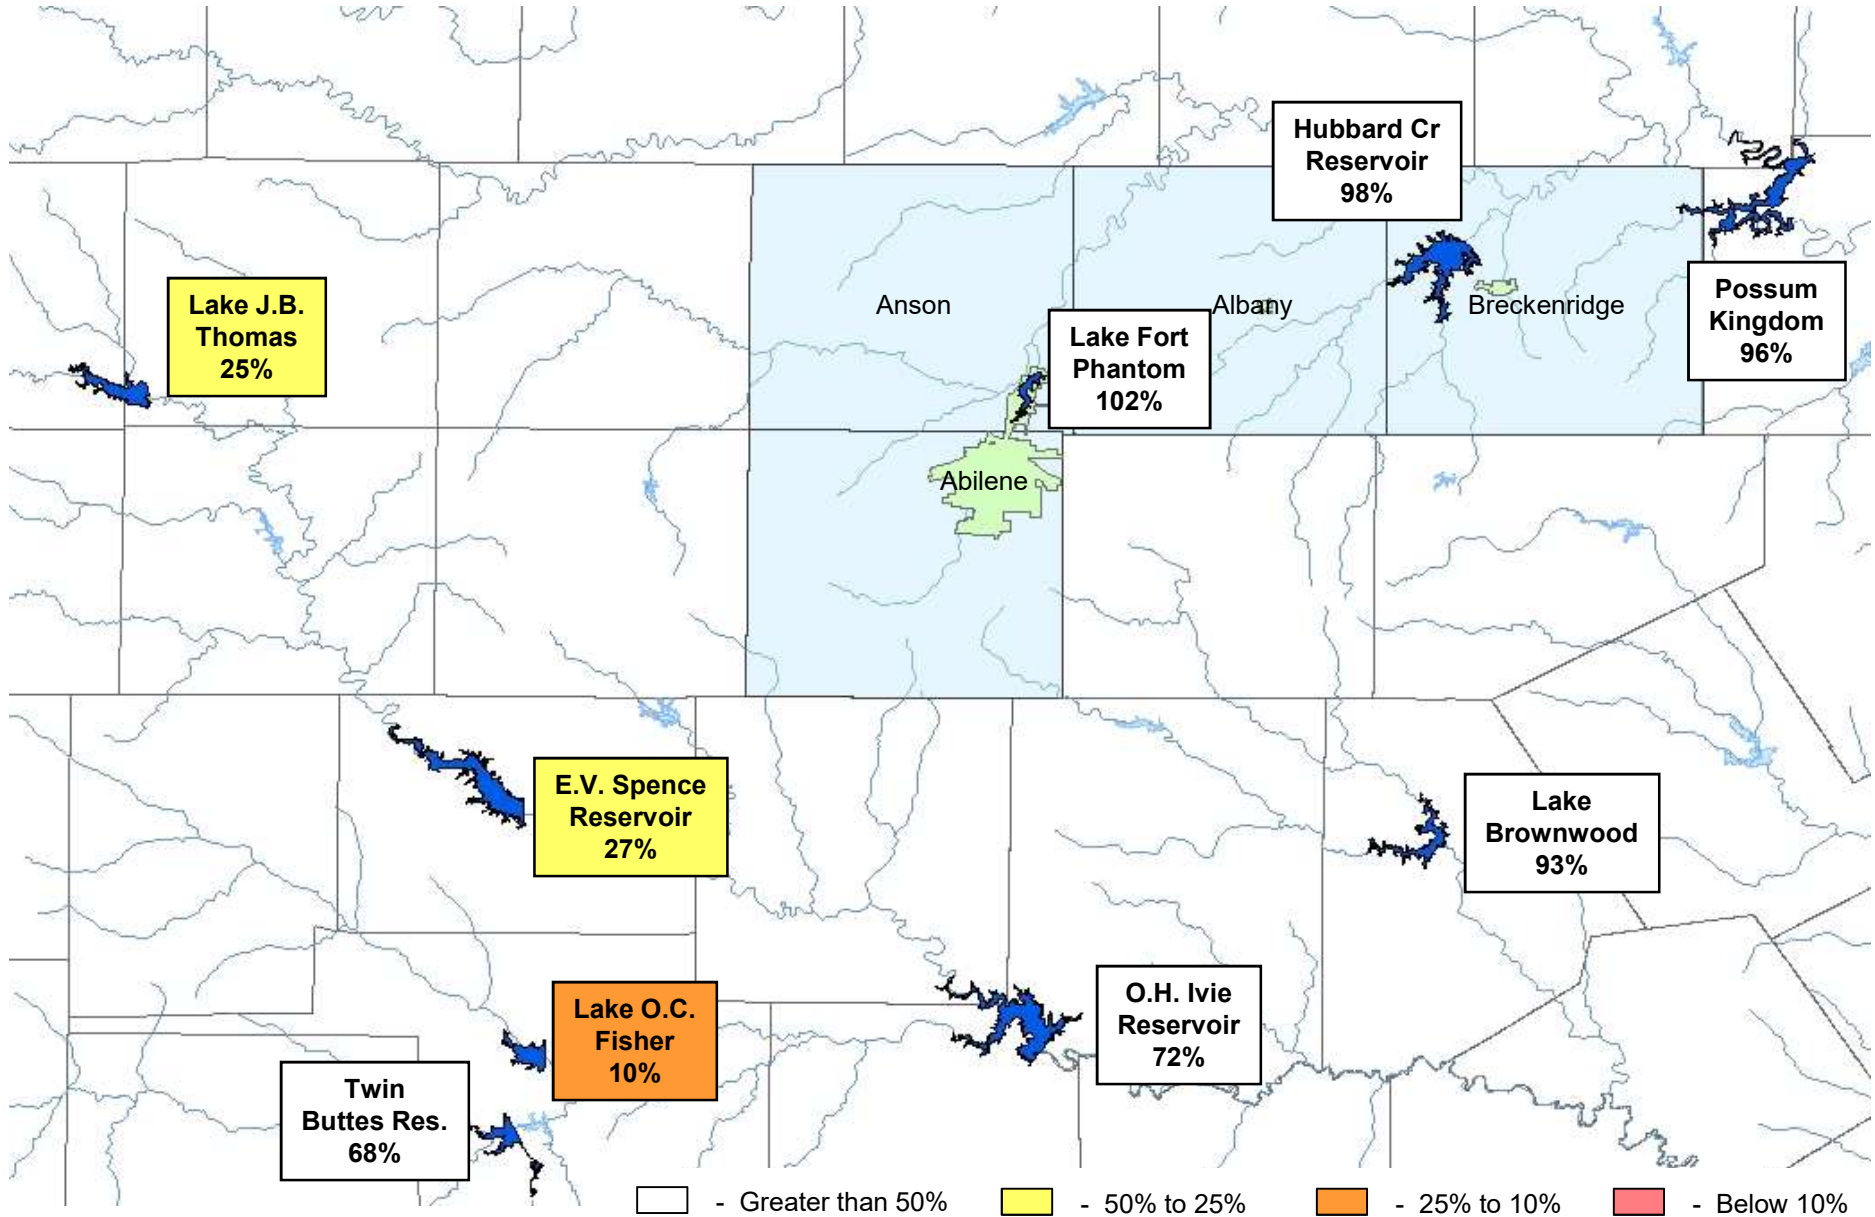 Hubbard Cr
Reservoir
98%
Lake J.B.
Thomas
25%
Anson
Albany
Breckenridge
Possum
Kingdom
96%
Lake Fort
Phantom
102%
Abilene
E.V. Spence
Reservoir
27%
Lake
Brownwood
93%
Lake O.C.
Fisher
10%
O.H. Ivie
Reservoir
72%
Twin
Buttes Res.
68%
- Greater than 50%
- 50% to 25%
- 25% to 10%
- Below 10%